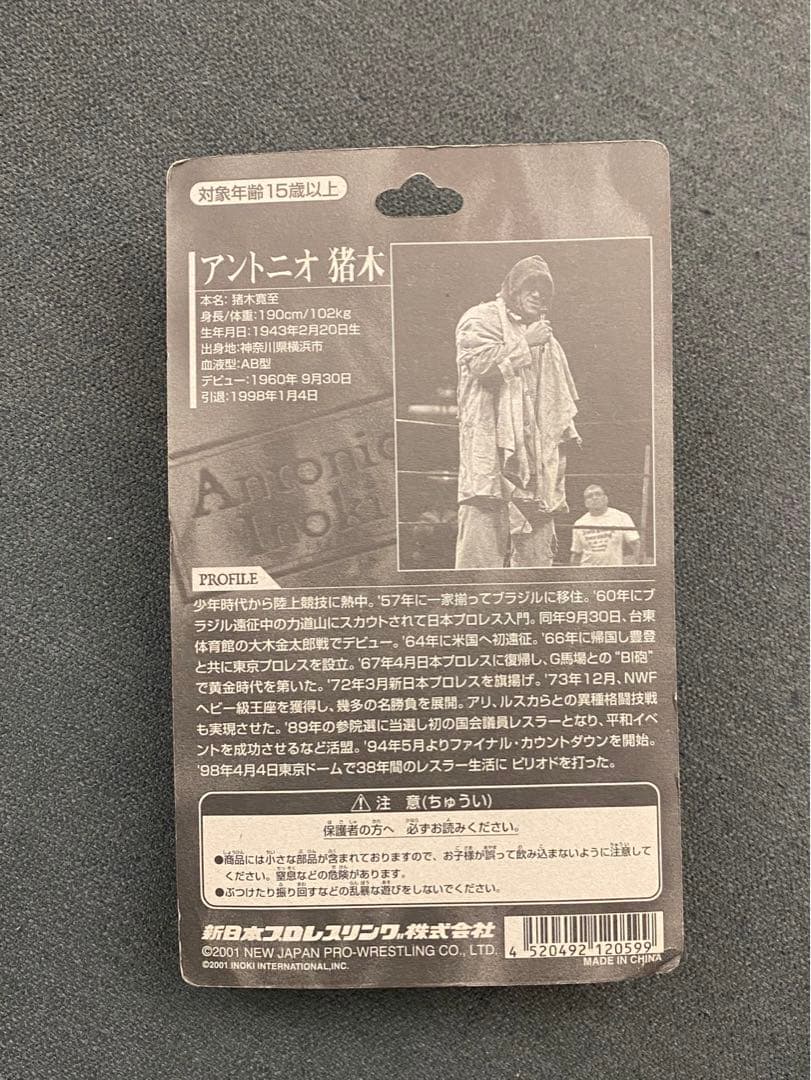 対象年齢15歳以上
アントニオ 猪木
本名: 猪木寛至
身長/体重:190cm/102kg
生年月日:1943年2月20日生
出身地:神奈川県横浜市
血液型:AB型
デビュー:1960年 9月30日
引退:1998年1月4日
Antonio
Inoki
PROFILE
少年時代から陸上競技に熱中。'57年に一家揃ってブラジルに移住。'60年にブ
ラジル遠征中の力道山にスカウトされて日本プロレス入門。同年9月30日、台東
体育館の大木金太郎戦でデビュー。'64年に米国へ初遠征。'66年に帰国し豊登
と共に東京プロレスを設立。'67年4月日本プロレスに復帰し、G馬場との "BI砲"
で黄金時代を築いた。'72年3月新日本プロレスを旗揚げ。'73年12月、NWF
ヘビー級王座を獲得し、幾多の名勝負を展開。アリ、ルスカらとの異種格闘技戦
も実現させた。'89年の参院選に当選し初の国会議員レスラーとなり、平和イベ
ントを成功させるなど活躍。'94年5月よりファイナル・カウントダウンを開始。
'98年4月4日東京ドームで38年間のレスラー生活に ピリオドを打った。
⚠注 意(ちゅうい)
保護者の方へ 必ずお読みください。
●商品には小さな部品が含まれておりますので、お子様が誤って飲み込まないように注意して
ください。窒息などの危険があります。
●ぶつけたり振り回すなどの乱暴な遊びをしないでください。
新日本プロレスリング株式会社
©2001 NEW JAPAN PRO-WRESTLING CO., LTD.
©2001 INOKI INTERNATIONAL,INC.
4 520492 120599
MADE IN CHINA